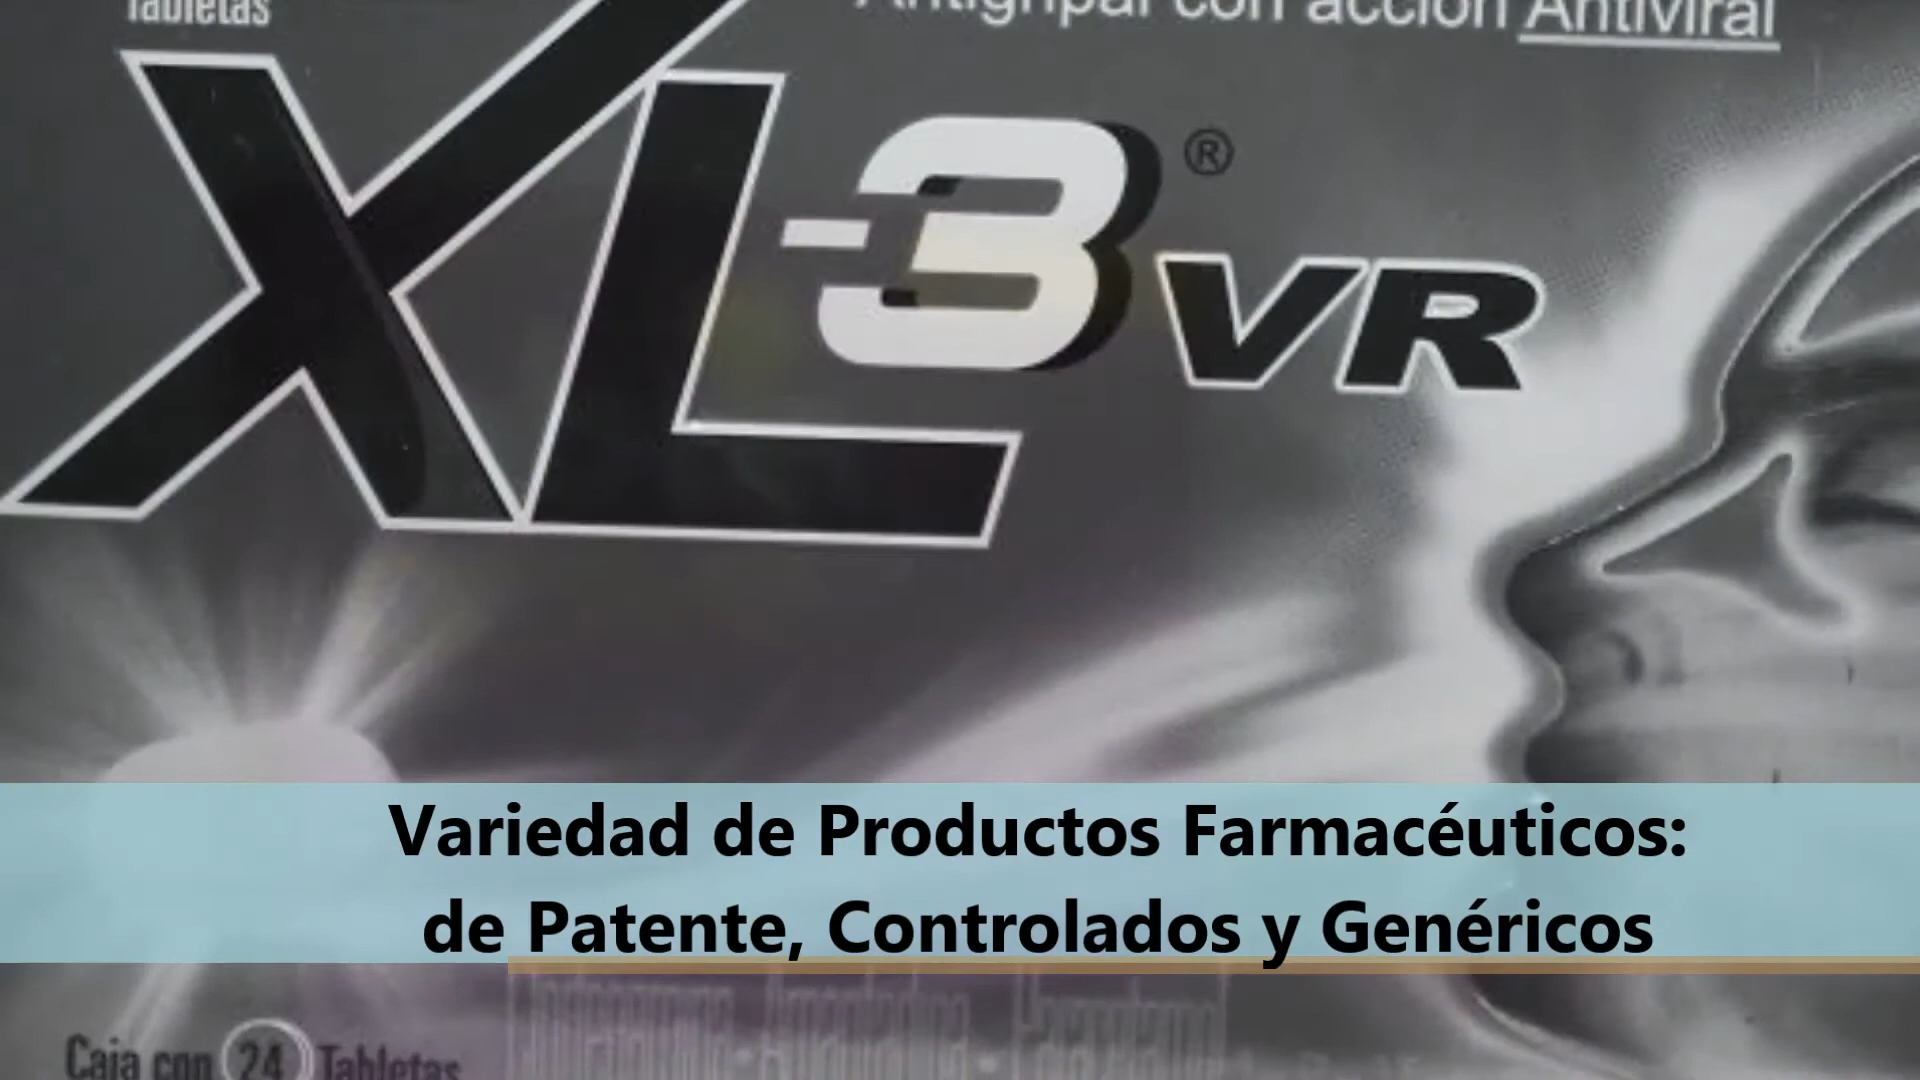 Tabletas
Antigripal con acción Antiviral
XL-3 VR
®
Variedad de Productos Farmacéuticos:
de Patente, Controlados y Genéricos
Caja con 24 Tabletas